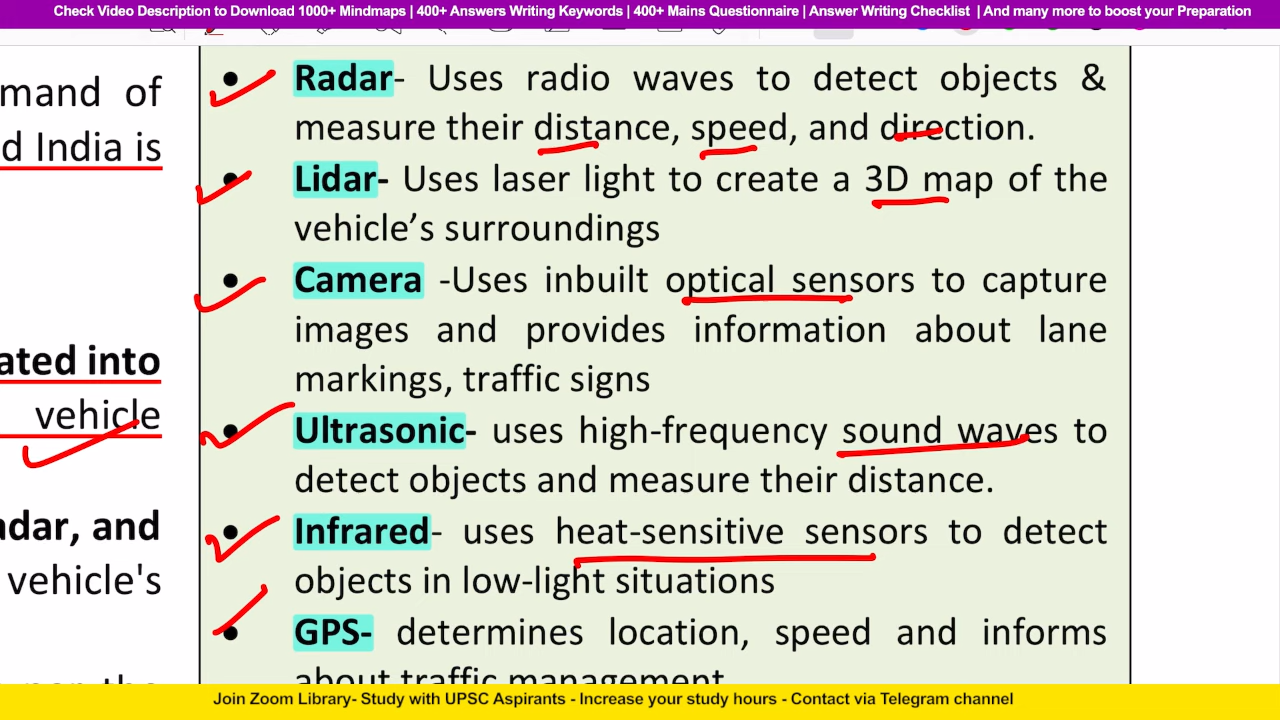 Check Video Description to Download 1000+ Mindmaps | 400+ Answers Writing Keywords | 400+ Mains Questionnaire | Answer Writing Checklist | And many more to boost your Preparation
mand of
d India is
ated into
vehicle
adar, and
vehicle's
• Radar- Uses radio waves to detect objects &
measure their distance, speed, and direction.
• Lidar- Uses laser light to create a 3D map of the
vehicle’s surroundings
• Camera -Uses inbuilt optical sensors to capture
images and provides information about lane
markings, traffic signs
• Ultrasonic- uses high-frequency sound waves to
detect objects and measure their distance.
• Infrared- uses heat-sensitive sensors to detect
objects in low-light situations
• GPS- determines location, speed and informs
about traffic management
Join Zoom Library- Study with UPSC Aspirants - Increase your study hours - Contact via Telegram channel